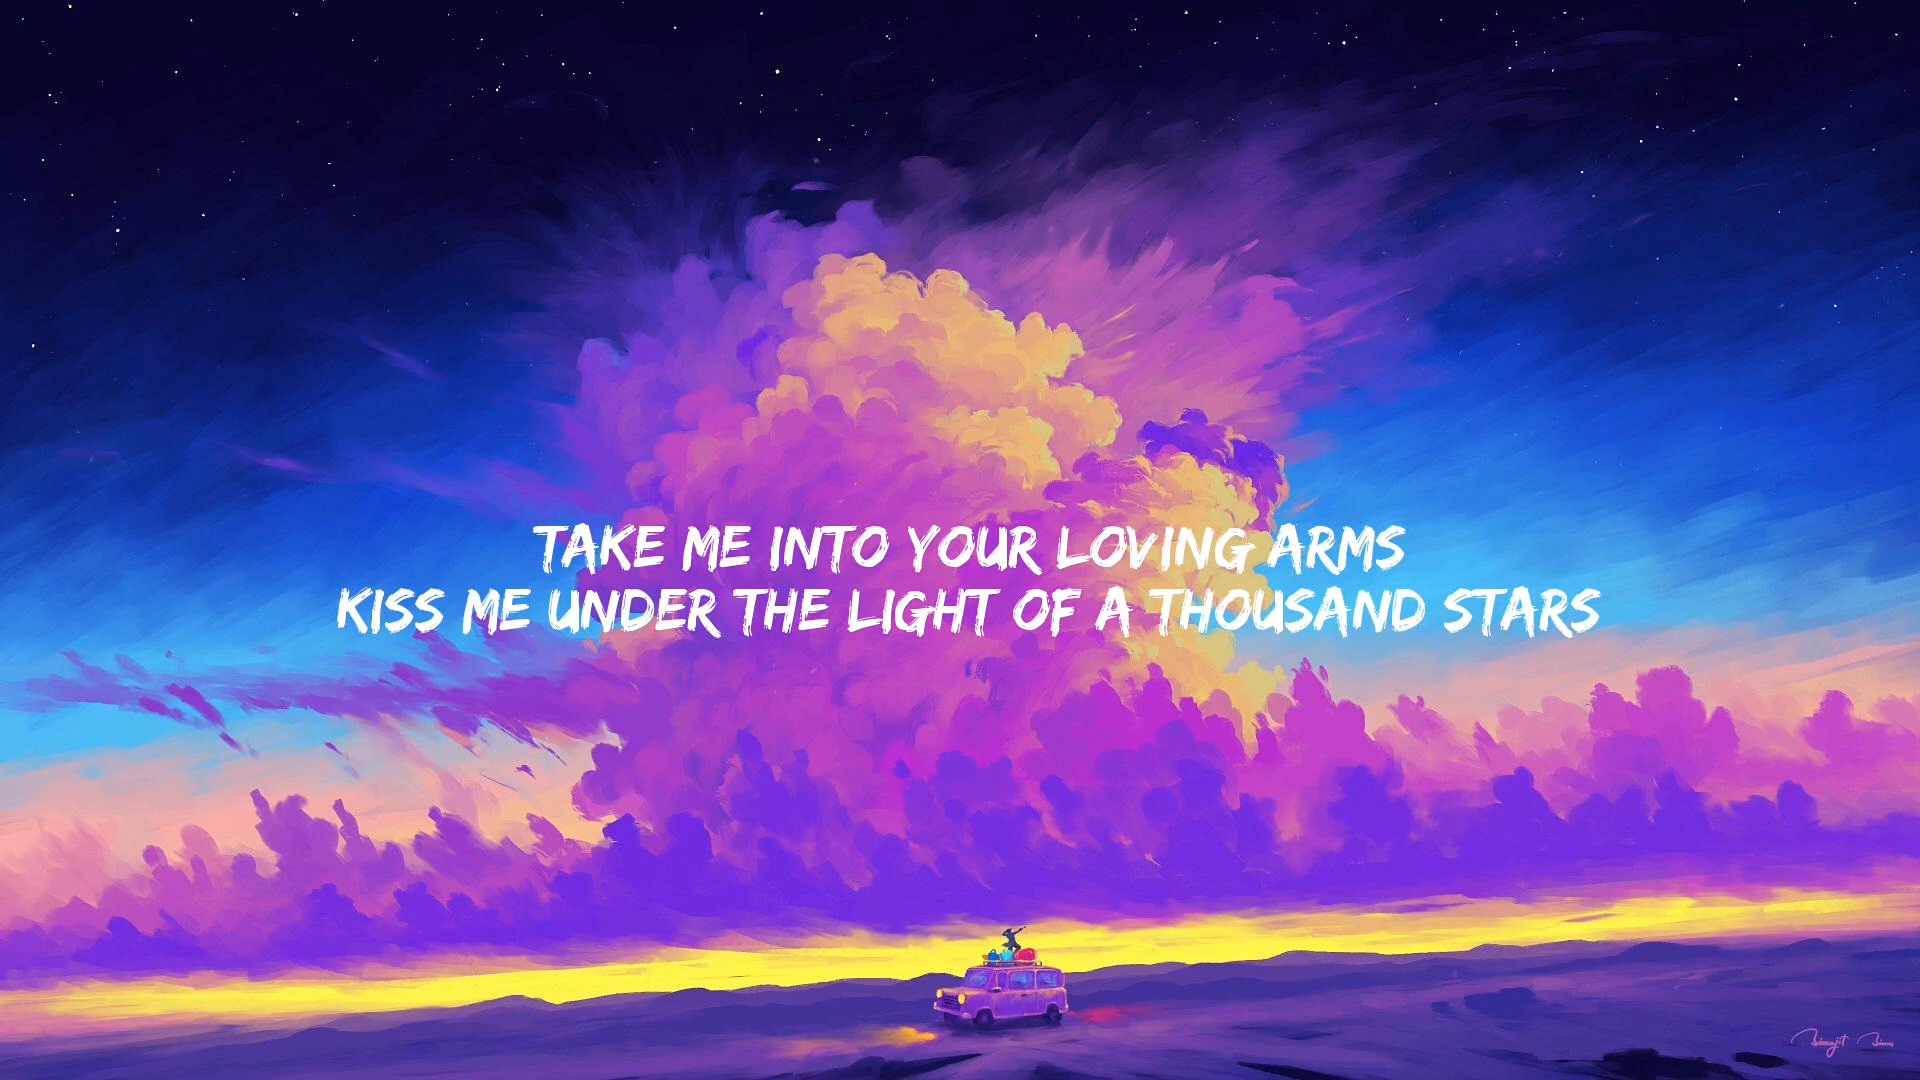 TAKE ME INTO YOUR LOVING ARMS
KISS ME UNDER THE LIGHT OF A THOUSAND STARS